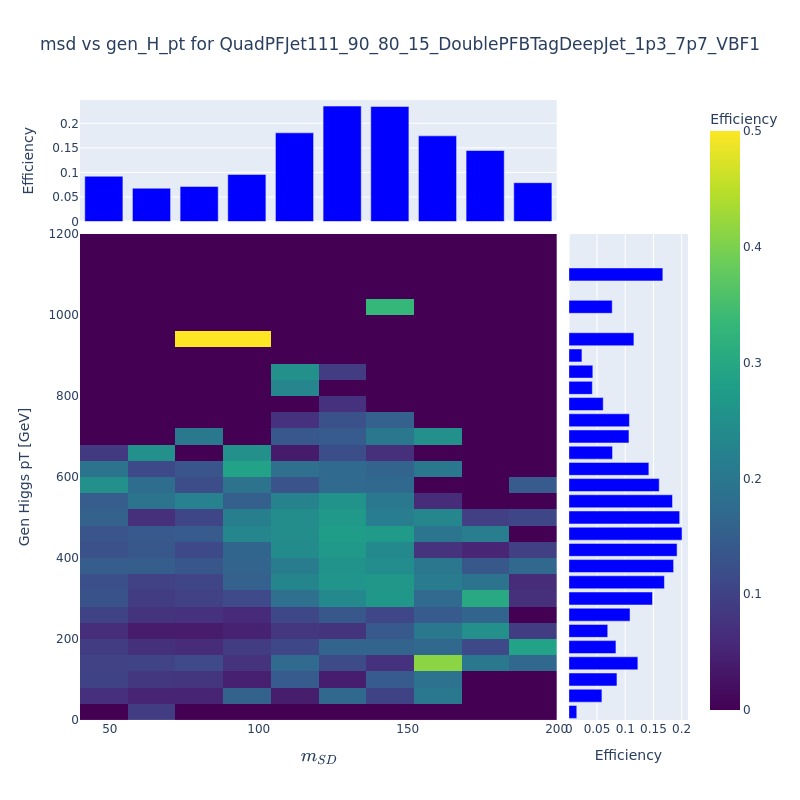 msd vs gen_H_pt for QuadPFJet111_90_80_15_DoublePFBTagDeepJet_1p3_7p7_VBF1
Efficiency
0.2
0.15
0.1
0.05
0
Efficiency
0.5
0.4
0.3
0.2
0.1
0
Gen Higgs pT [GeV]
1200
1000
800
600
400
200
0
50 100 150 200
m_{SD}
0 0.05 0.1 0.15 0.2
Efficiency